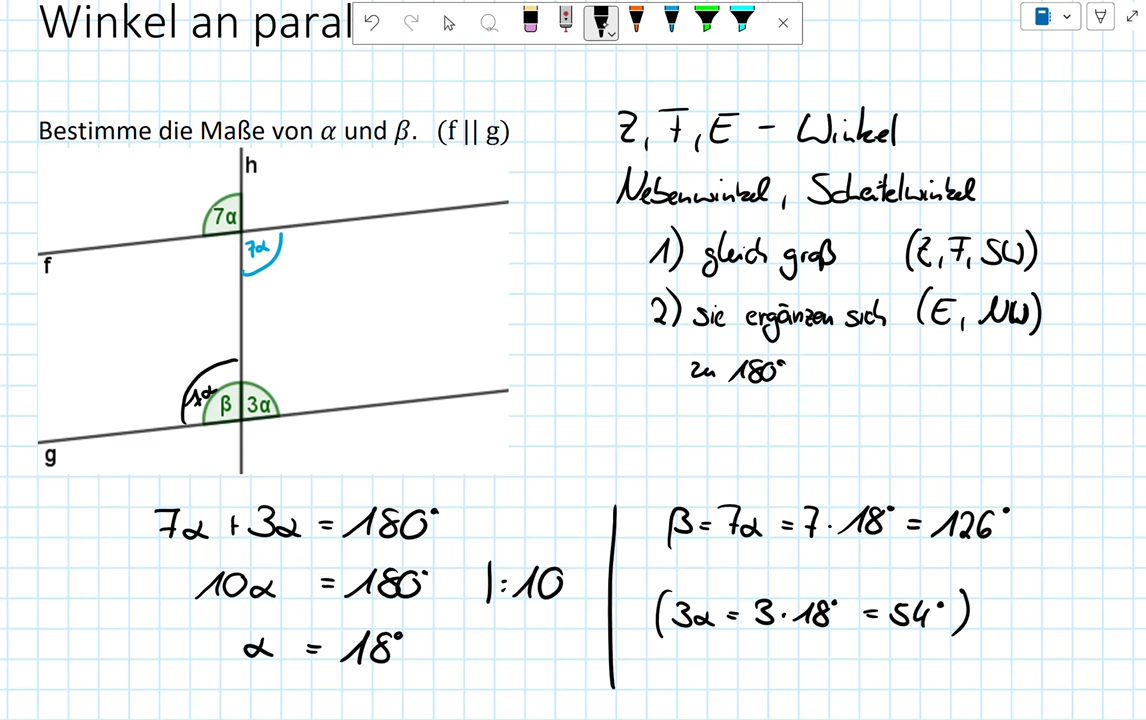 Winkel an paral
Bestimme die Maße von α und β. (f || g)
h
7α
7α
f
7α
β
3α
g
Z, F, E - Winkel
Nebenwinkel, Scheitelwinkel
1) gleich groß (Z, F, SW)
2) sie ergänzen sich (E, NW)
zu 180°
7α + 3α = 180°
10α = 180° |:10
α = 18°
β = 7α = 7 · 18° = 126°
(3α = 3 · 18° = 54°)